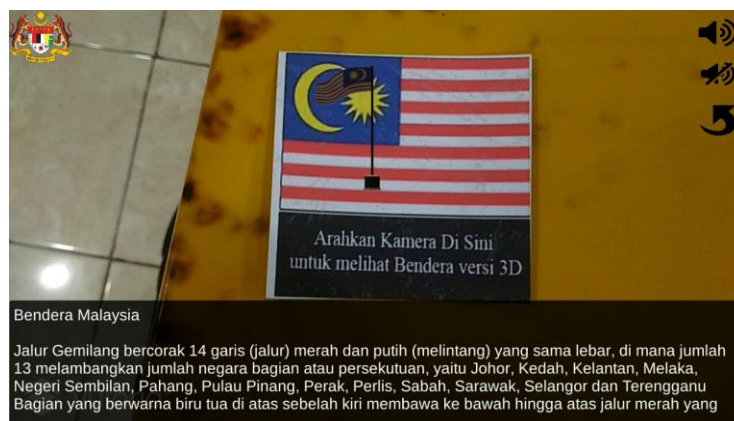 Arahkan Kamera Di Sini
untuk melihat Bendera versi 3D
Bendera Malaysia
Jalur Gemilang bercorak 14 garis (jalur) merah dan putih (melintang) yang sama lebar, di mana jumlah
13 melambangkan jumlah negara bagian atau persekutuan, yaitu Johor, Kedah, Kelantan, Melaka,
Negeri Sembilan, Pahang, Pulau Pinang, Perak, Perlis, Sabah, Sarawak, Selangor dan Terengganu
Bagian yang berwarna biru tua di atas sebelah kiri membawa ke bawah hingga atas jalur merah yang